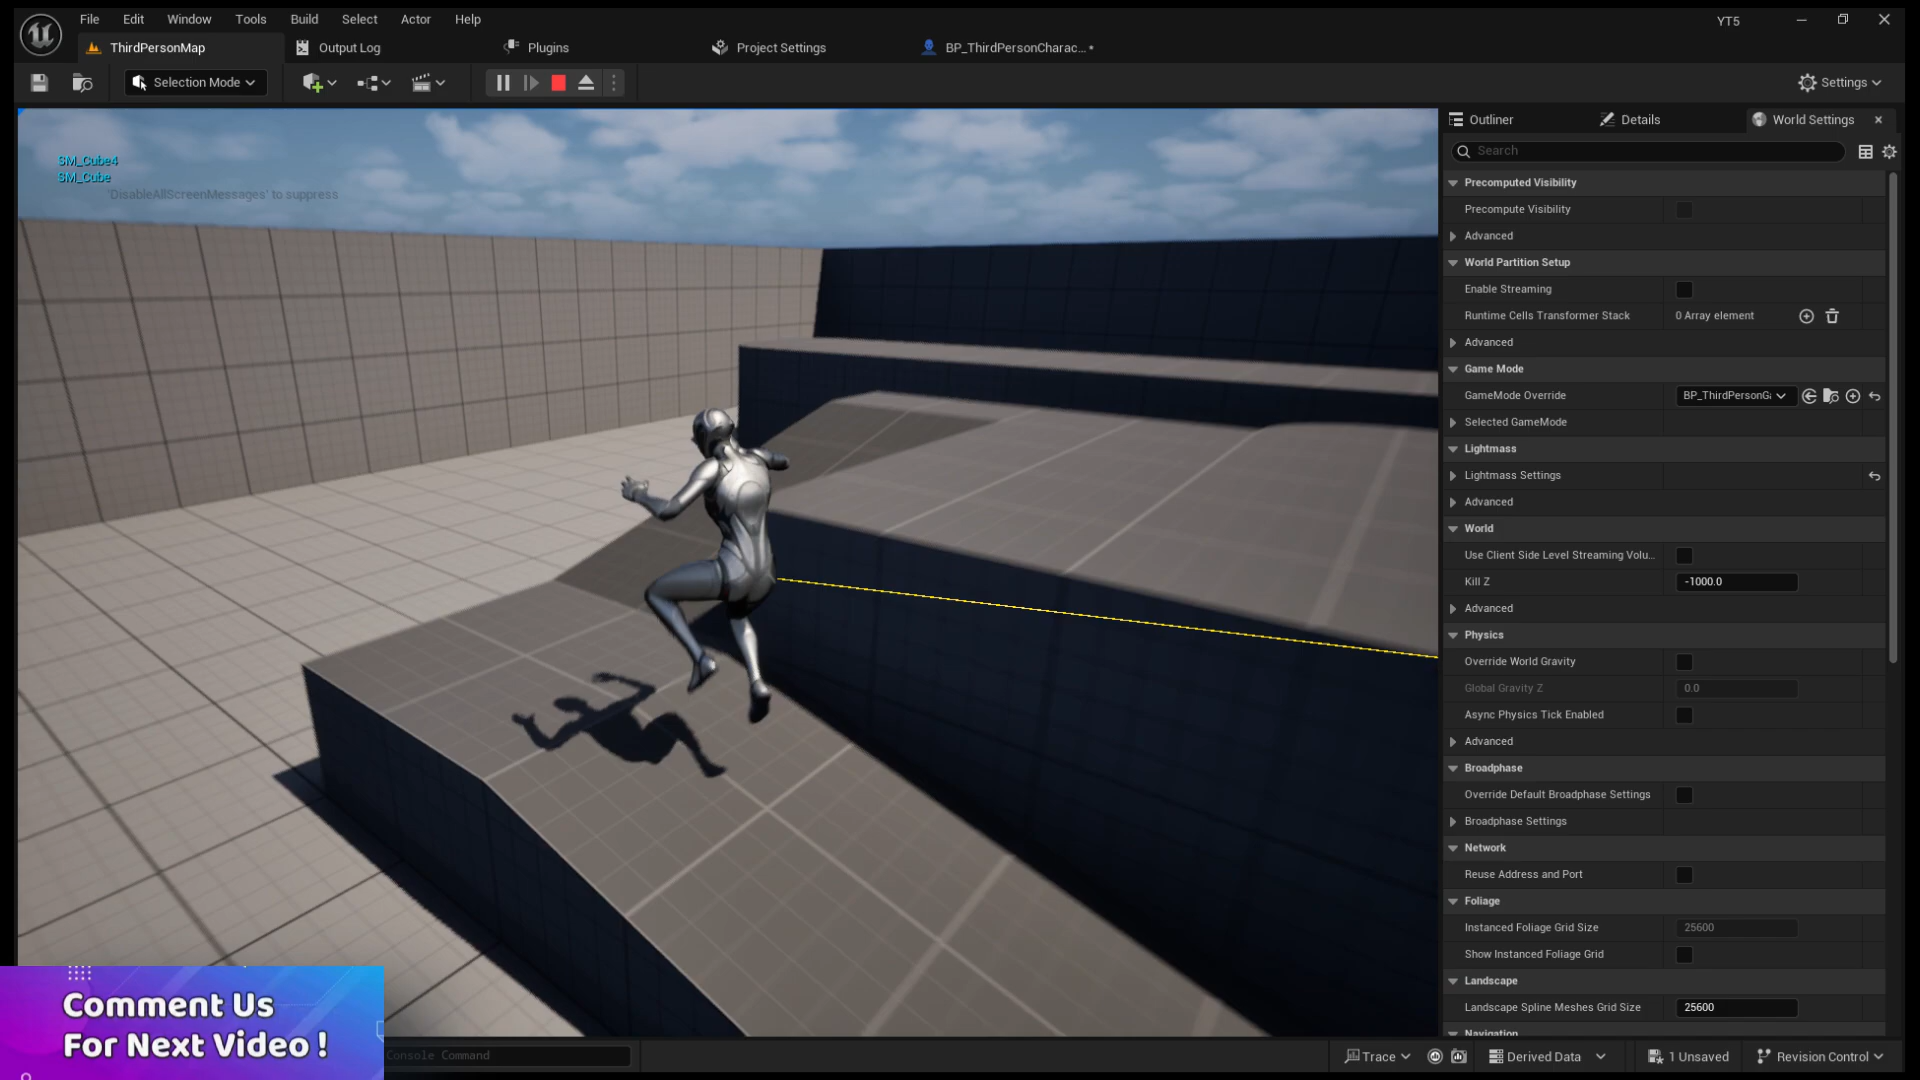 File Edit Window Tools Build Select Actor Help
YT5
ThirdPersonMap
Output Log
Plugins
Project Settings
BP_ThirdPersonCharac... •
Selection Mode
Settings
SM_Cube4
SM_Cube
'DisableAllScreenMessages' to suppress
Outliner
Details
World Settings
Search
Precomputed Visibility
Precompute Visibility
Advanced
World Partition Setup
Enable Streaming
Runtime Cells Transformer Stack 0 Array element
Advanced
Game Mode
GameMode Override BP_ThirdPersonGa
Selected GameMode
Lightmass
Lightmass Settings
Advanced
World
Use Client Side Level Streaming Volu...
Kill Z -1000.0
Advanced
Physics
Override World Gravity
Global Gravity Z 0.0
Async Physics Tick Enabled
Advanced
Broadphase
Override Default Broadphase Settings
Broadphase Settings
Network
Reuse Address and Port
Foliage
Instanced Foliage Grid Size 25600
Show Instanced Foliage Grid
Landscape
Landscape Spline Meshes Grid Size 25600
Navigation
Comment Us
For Next Video !
Console Command
Trace
Derived Data
1 Unsaved
Revision Control